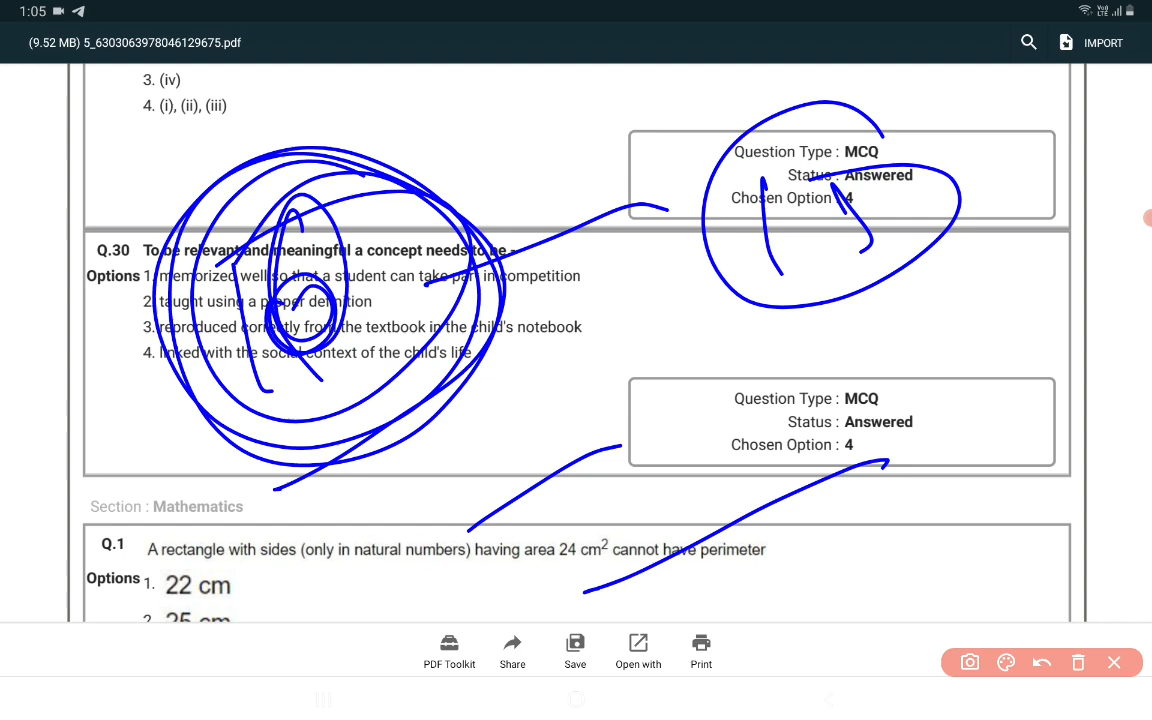 1:05 Vo) LTE
(9.52 MB) 5_6303063978046129675.pdf IMPORT
3. (iv)
4. (i), (ii), (iii)
Question Type : MCQ
Status : Answered
Chosen Option : 4
Q.30 To be relevant and meaningful a concept needs to be -
Options 1. memorized well so that a student can take part in competition
2. taught using a proper definition
3. reproduced correctly from the textbook in the child's notebook
4. linked with the social context of the child's life
Question Type : MCQ
Status : Answered
Chosen Option : 4
Section : Mathematics
Q.1 A rectangle with sides (only in natural numbers) having area 24 cm² cannot have perimeter
Options 1. 22 cm
2. 25 cm
PDF Toolkit Share Save Open with Print